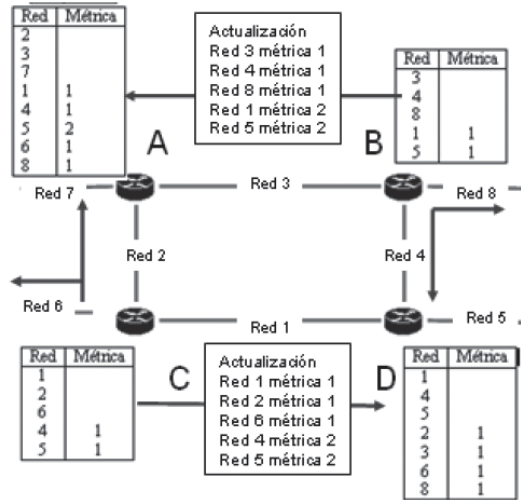 Red Métrica
2
3
7
1 1
4 1
5 2
6 1
8 1
Actualización
Red 3 métrica 1
Red 4 métrica 1
Red 8 métrica 1
Red 1 métrica 2
Red 5 métrica 2
Red Métrica
3
4
8
1 1
5 1
A
B
Red 7
Red 3
Red 8
Red 2
Red 4
Red 6
Red 1
Red 5
Red Métrica
1
2
6
4 1
5 1
C
Actualización
Red 1 métrica 1
Red 2 métrica 1
Red 6 métrica 1
Red 4 métrica 2
Red 5 métrica 2
D
Red Métrica
1
4
5
2 1
3 1
6 1
8 1